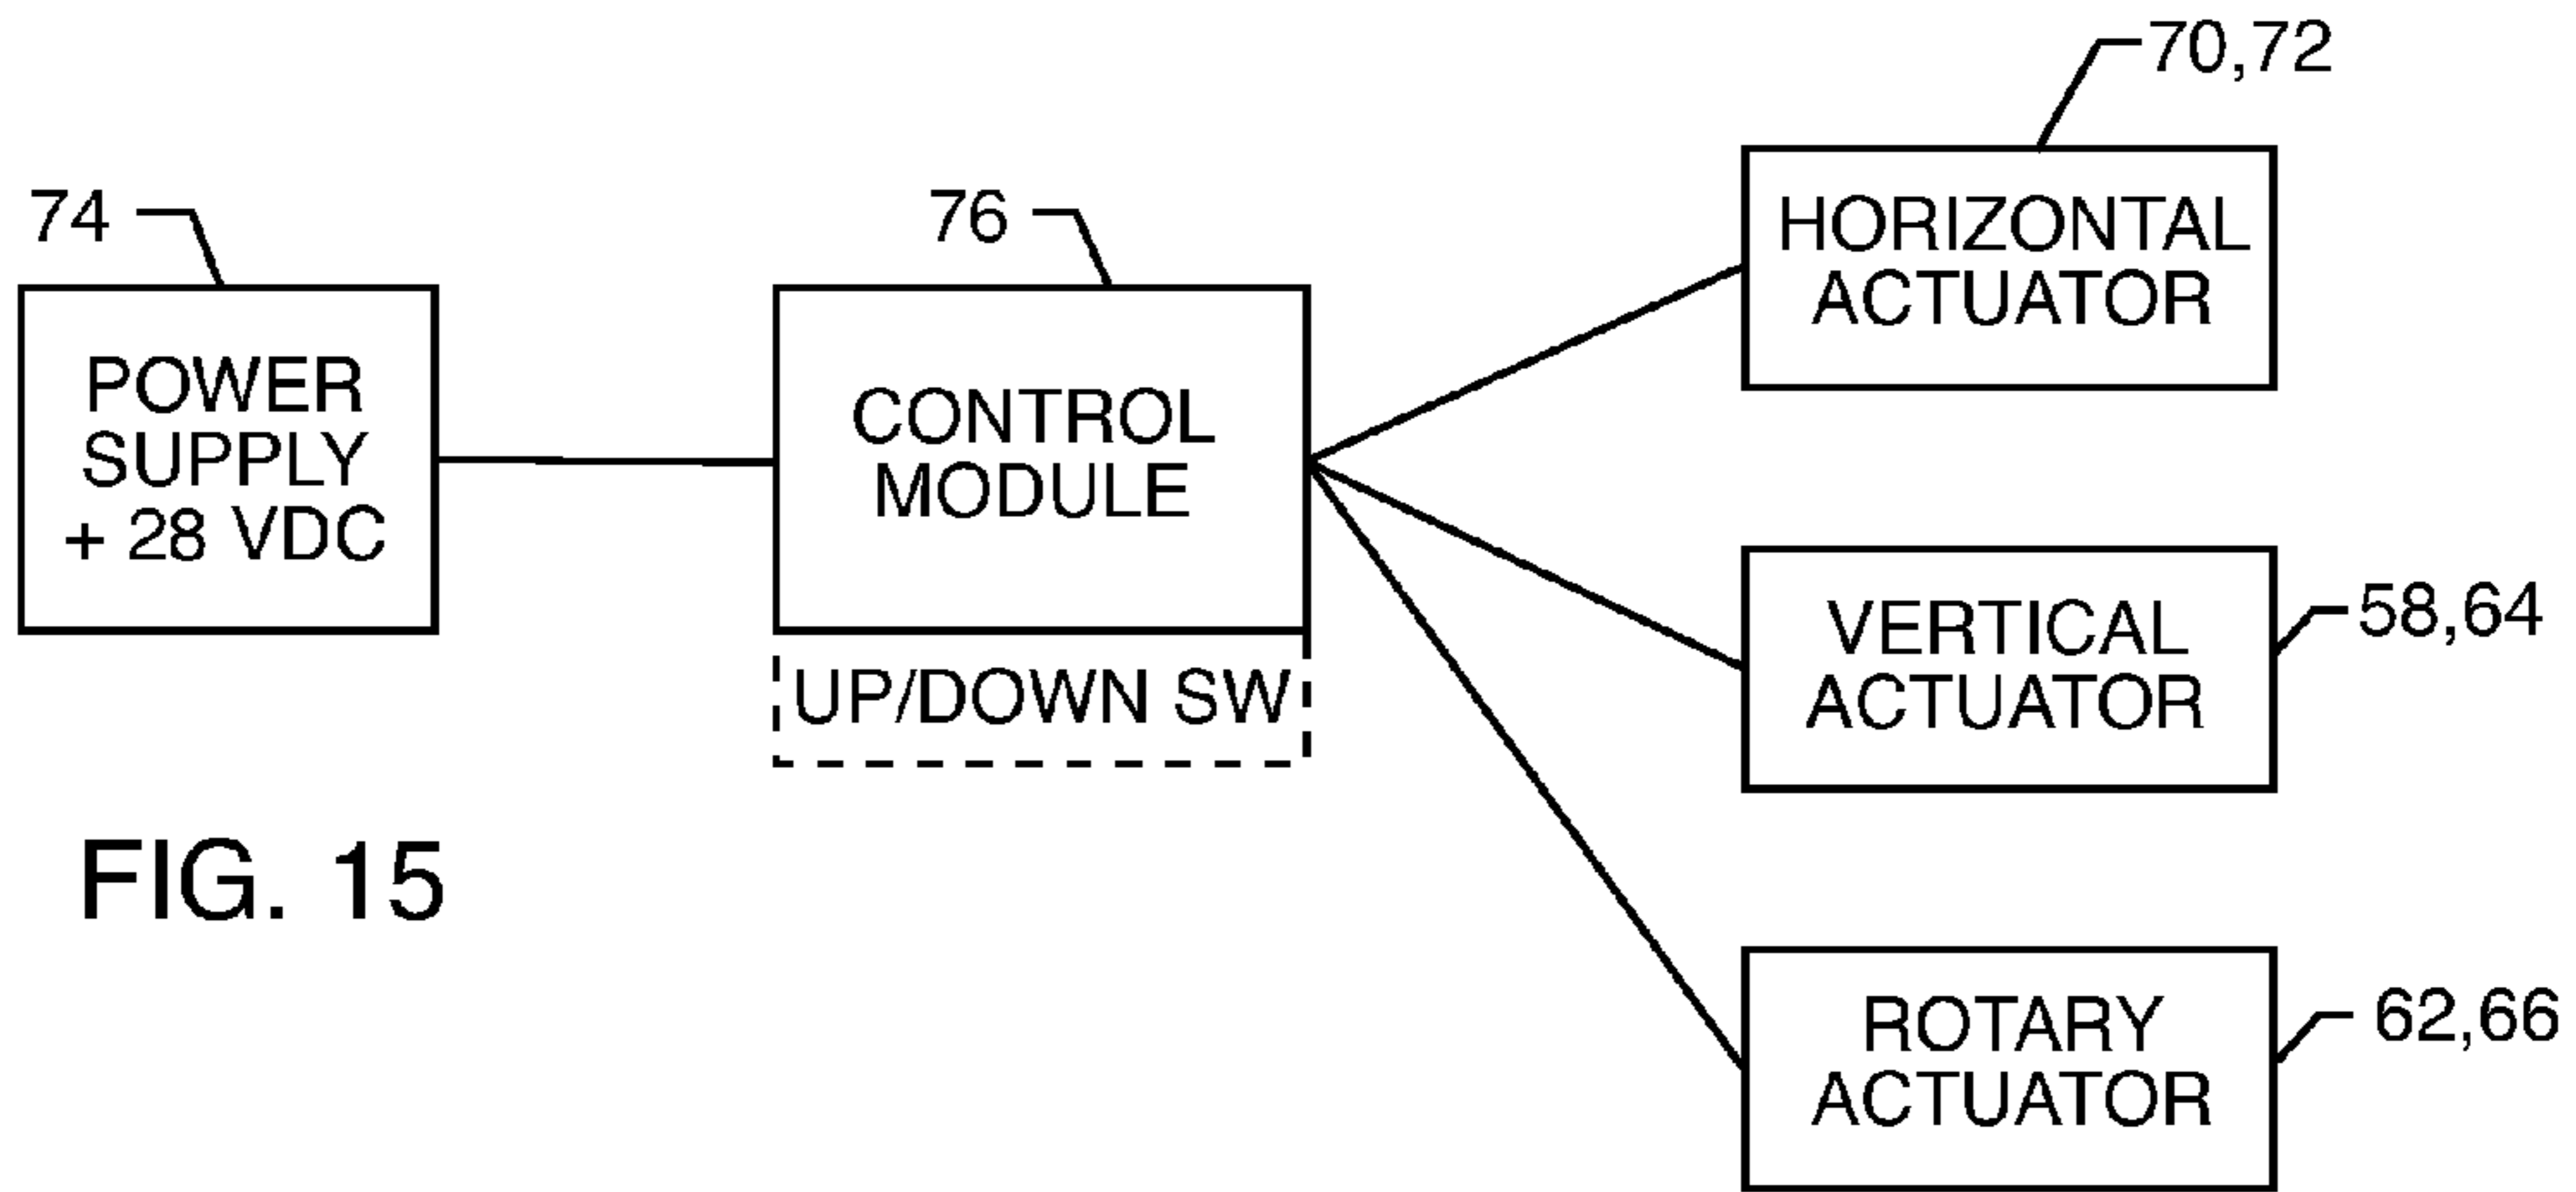 70,72
74
76
HORIZONTAL
ACTUATOR
POWER
SUPPLY
+ 28 VDC
CONTROL
MODULE
UP/DOWN SW
VERTICAL
ACTUATOR
58,64
FIG. 15
ROTARY
ACTUATOR
62,66